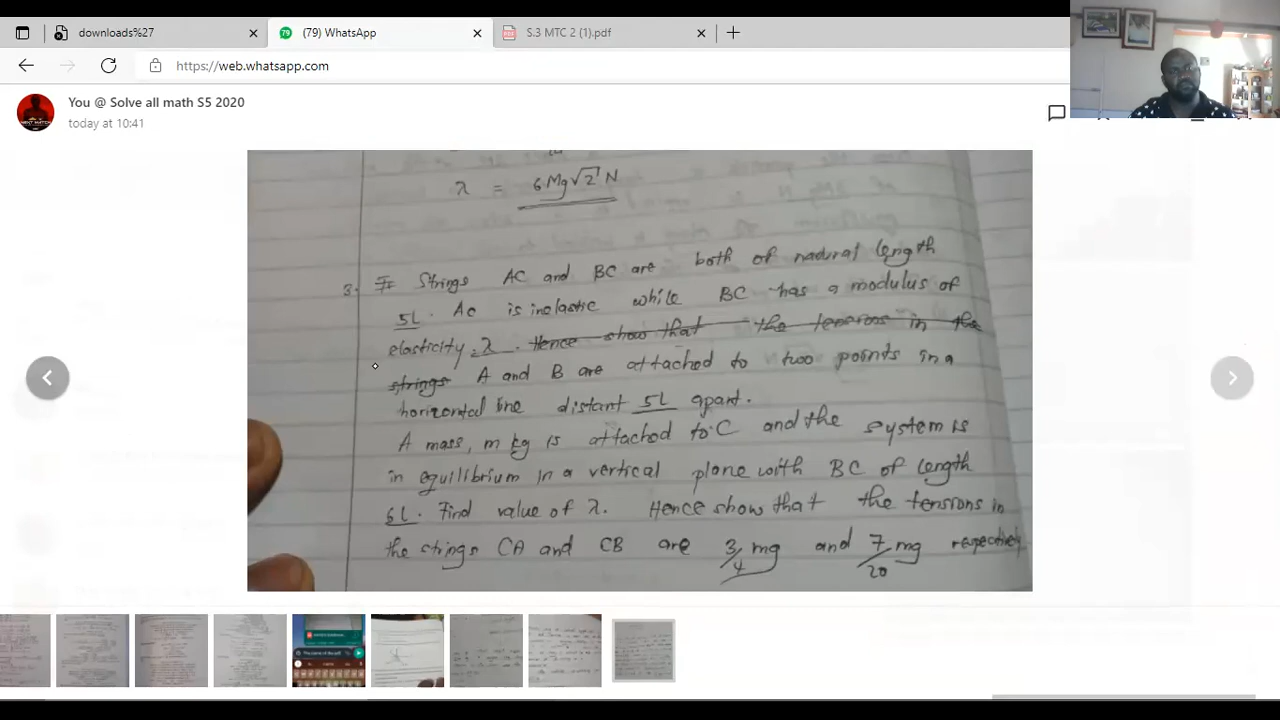 downloads%27
(79) WhatsApp
S.3 MTC 2 (1).pdf
https://web.whatsapp.com
You @ Solve all math S5 2020
today at 10:41
λ = 6Mg√2 N
3. If Strings AC and BC are both of natural length
5L. AC is inelastic while BC has a modulus of
elasticity, λ. Hence show that the tensions in the
strings A and B are attached to two points in a
horizontal line distant 5L apart.
A mass, m kg is attached to C and the system is
in equilibrium in a vertical plane with BC of length
6L. Find value of λ. Hence show that the tensions in
the strings CA and CB are 3/4 mg and 7/20 mg respectively